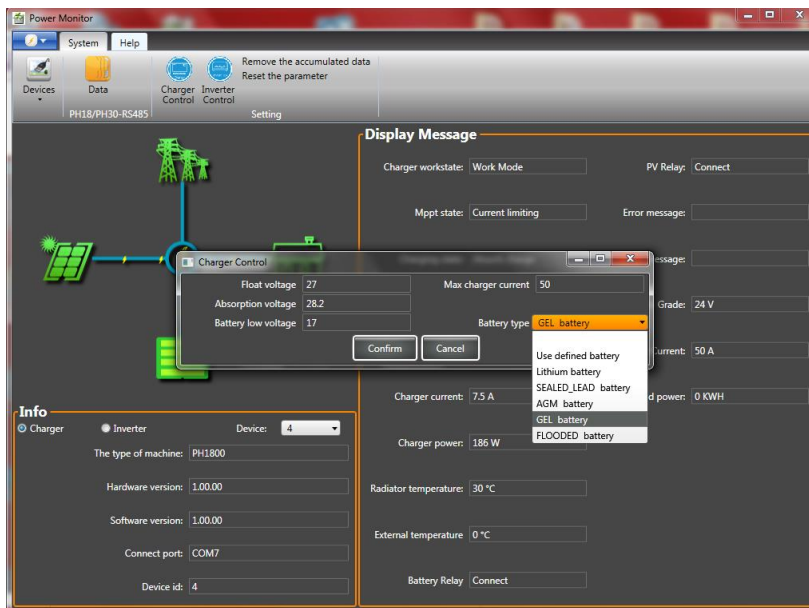 Power Monitor
System Help
Remove the accumulated data
Reset the parameter
Devices Data Charger Control Inverter Control
PH18/PH30-RS485 Setting
Display Message
Charger workstate: Work Mode PV Relay: Connect
Mppt state: Current limiting Error message:
Charger Control
essage:
Float voltage 27 Max charger current 50
Absorption voltage 28.2 Grade: 24 V
Battery low voltage 17 Battery type GEL battery
Confirm Cancel
Current: 50 A
Use defined battery
Lithium battery
SEALED_LEAD battery
AGM battery
GEL battery
FLOODED battery
Charger current: 7.5 A d power: 0 KWH
Info
Charger Inverter Device: 4
Charger power: 186 W
The type of machine: PH1800
Hardware version: 1.00.00
Radiator temperature: 30 °C
Software version: 1.00.00
External temperature 0 °C
Connect port: COM7
Device id: 4
Battery Relay Connect